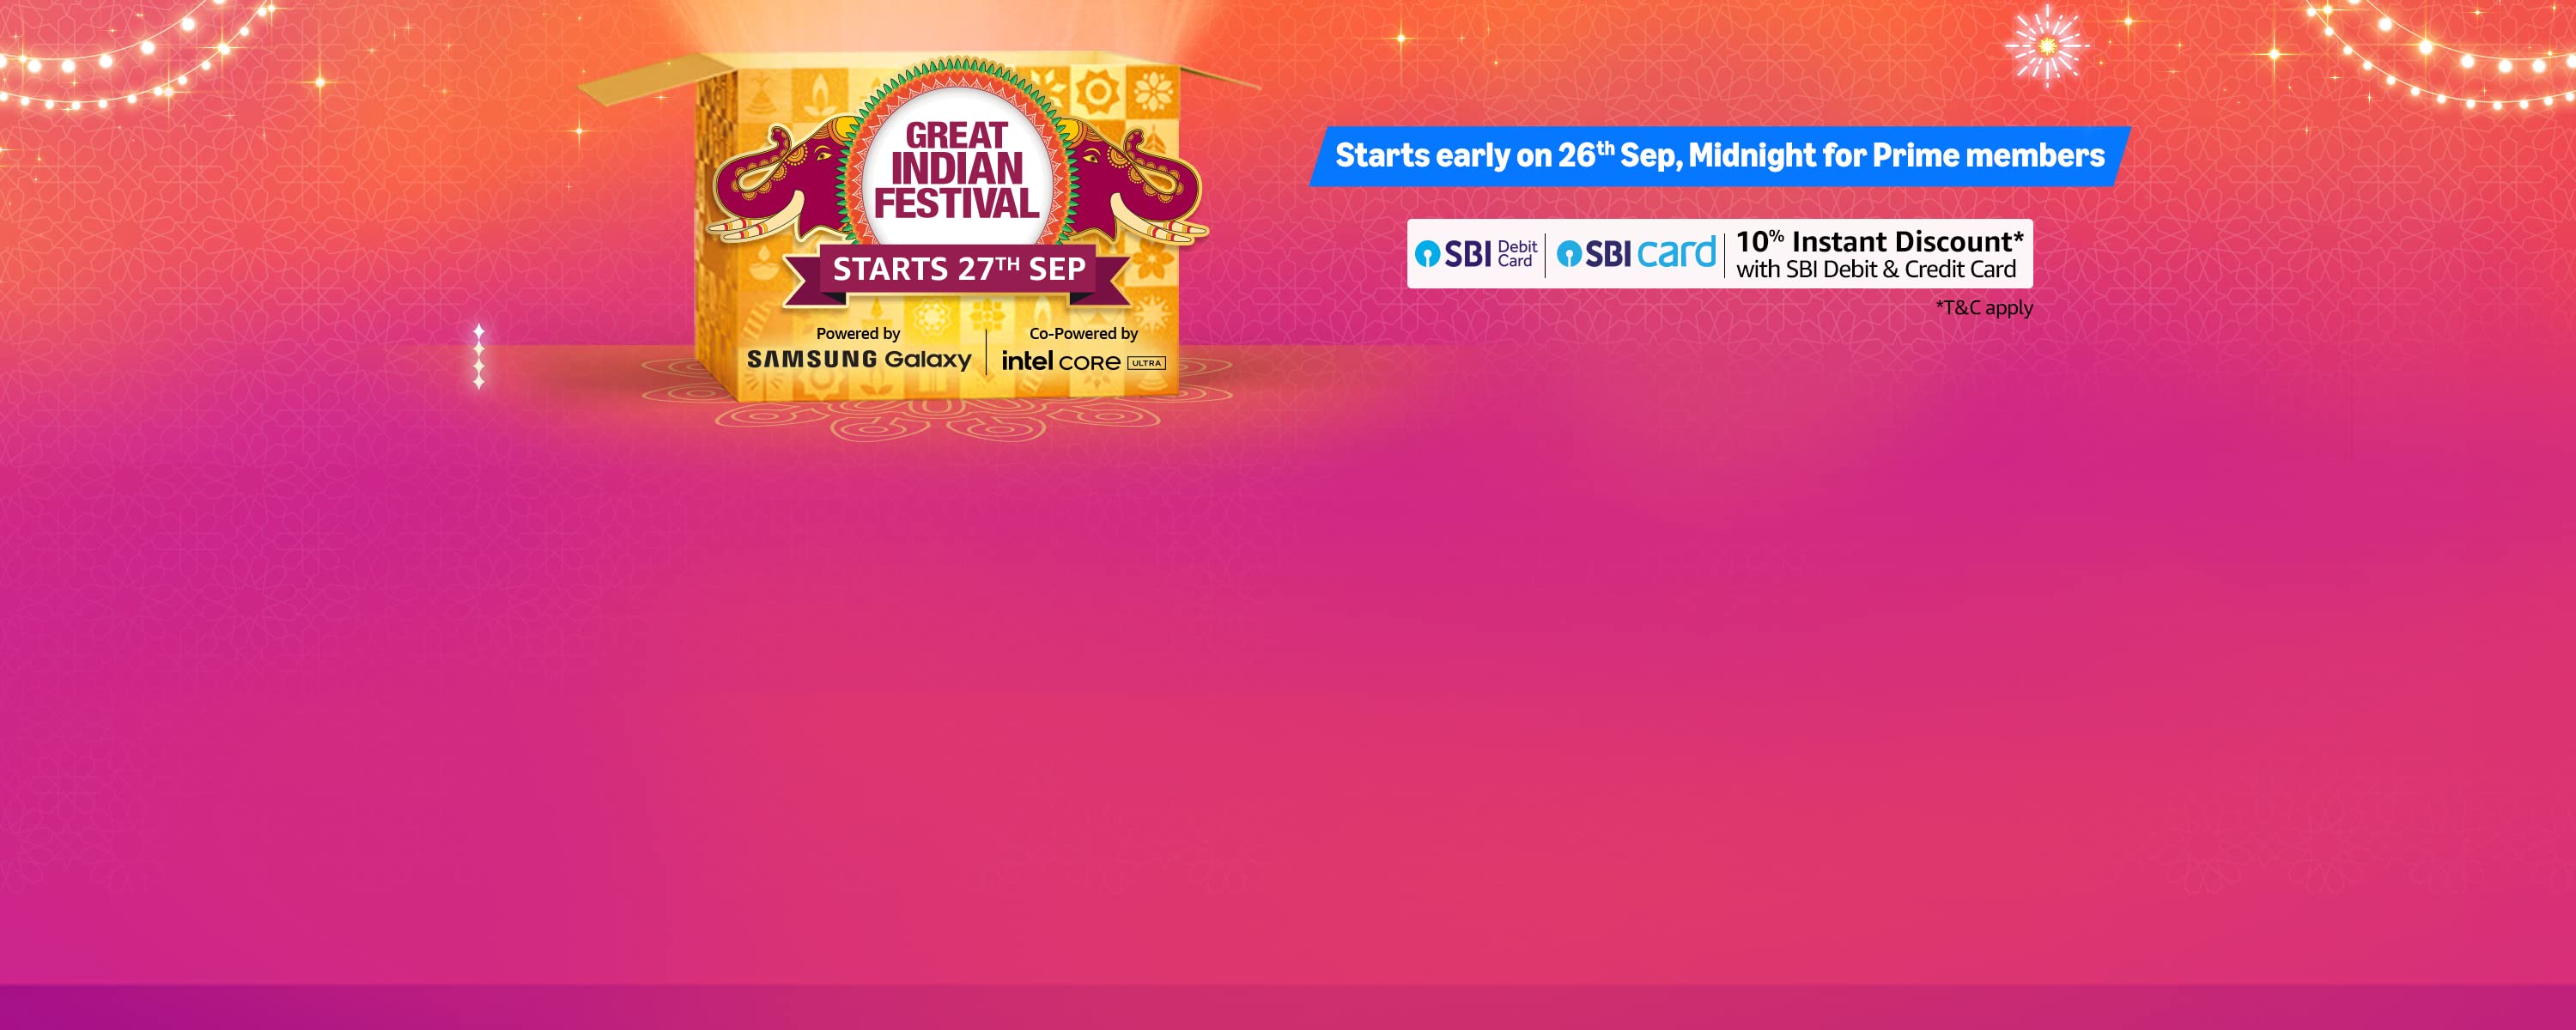 GREAT
INDIAN
FESTIVAL
STARTS 27TH SEP
Powered by
SAMSUNG Galaxy
Co-Powered by
intel CORE ULTRA
Starts early on 26th Sep, Midnight for Prime members
SBI Debit Card
SBI card
10% Instant Discount*
with SBI Debit & Credit Card
*T&C apply